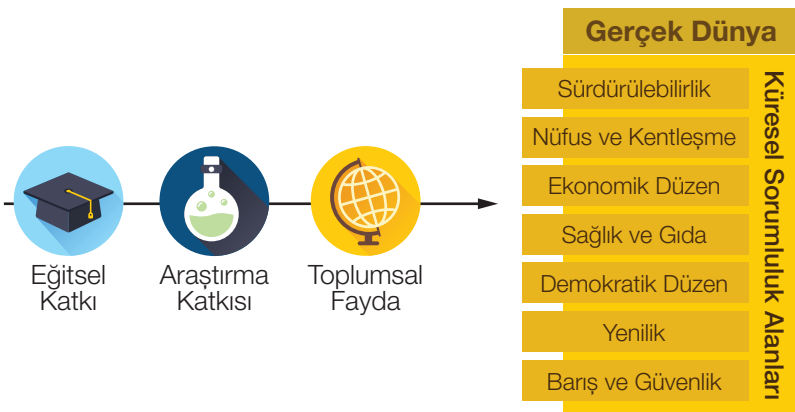 Eğitsel
Katkı
Araştırma
Katkısı
Toplumsal
Fayda
Gerçek Dünya
Sürdürülebilirlik
Nüfus ve Kentleşme
Ekonomik Düzen
Sağlık ve Gıda
Demokratik Düzen
Yenilik
Barış ve Güvenlik
Küresel Sorumluluk Alanları